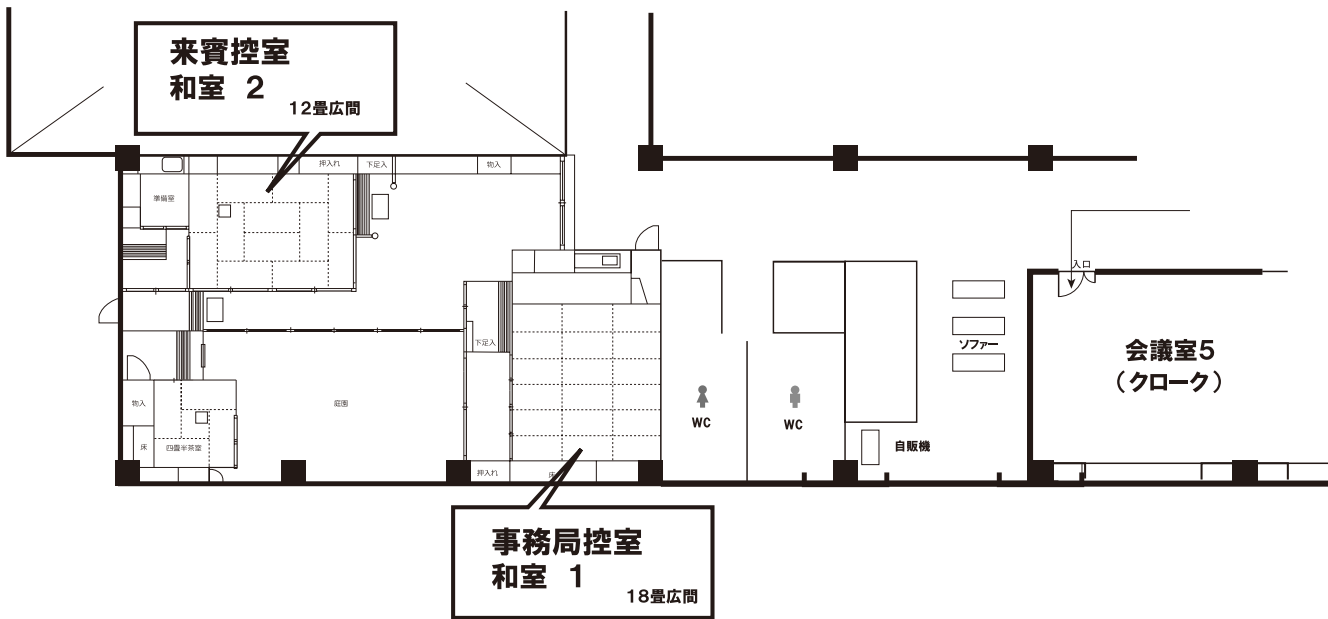 来賓控室
和室 2
12畳広間
押入れ
下足入
物入
準備室
入口
下足入
ソファー
会議室5
(クローク)
物入
庭園
WC
WC
床
四畳半茶室
自販機
押入れ
床
事務局控室
和室 1
18畳広間